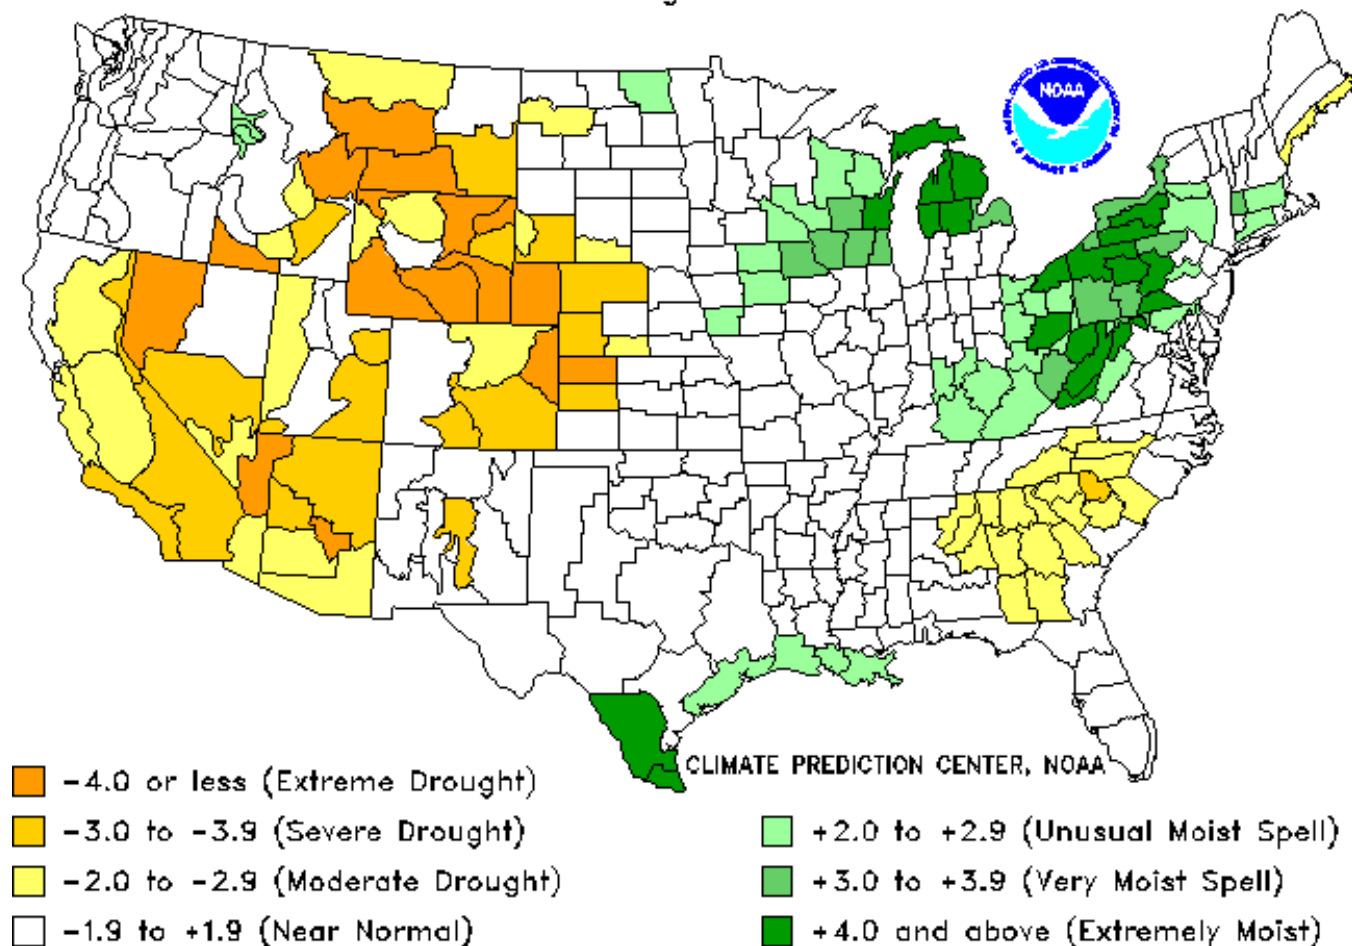 NOAA
CLIMATE PREDICTION CENTER, NOAA
-4.0 or less (Extreme Drought)
-3.0 to -3.9 (Severe Drought)
-2.0 to -2.9 (Moderate Drought)
-1.9 to +1.9 (Near Normal)
+2.0 to +2.9 (Unusual Moist Spell)
+3.0 to +3.9 (Very Moist Spell)
+4.0 and above (Extremely Moist)